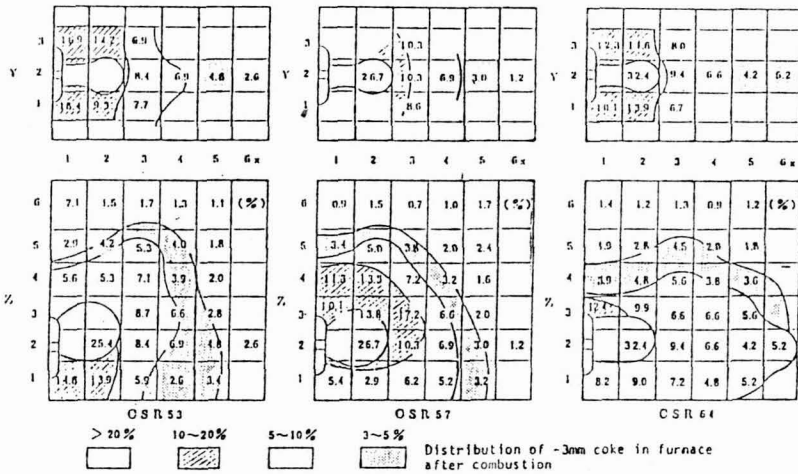 3 16.9 14.2 6.9
Y 2 8.4 6.9 4.8 2.6
1 16.4 9.3 7.7
3 10.3
Y 2 26.7 10.3 6.9 3.0 1.2
1 8.6
3 12.3 11.6 8.0
Y 2 32.4 9.4 6.6 4.2 5.2
1 10.1 13.9 6.7
1 2 3 4 5 6 x
1 2 3 4 5 6 x
1 2 3 4 5 6 x
6 7.1 1.5 1.7 1.3 1.1 (%)
5 2.9 4.2 5.3 4.0 1.8
4 5.6 5.3 7.1 3.9 2.0
Z 3 8.7 6.6 2.8
2 25.4 8.4 6.9 4.8 2.6
1 14.8 13.9 5.9 2.6 3.4
6 0.9 1.5 0.7 1.0 1.7 (%)
5 3.4 5.0 3.8 2.0 2.4
4 11.3 13.3 7.2 3.2 1.6
Z 3 10.1 13.8 17.2 6.6 2.0
2 26.7 10.3 6.9 3.0 1.2
1 5.4 2.9 6.2 5.2 3.2
6 1.4 1.2 1.3 0.9 1.2 (%)
5 1.9 2.8 4.5 2.0 1.8
4 3.9 4.8 5.6 3.8 3.6
Z 3 17.4 9.9 6.6 6.6 5.6
2 32.4 9.4 6.6 4.2 5.2
1 8.2 9.0 7.2 4.8 5.2
CSR 53
CSR 57
CSR 64
> 20% 10~20% 5~10% 3~5%
Distribution of -3mm coke in furnace
after combustion